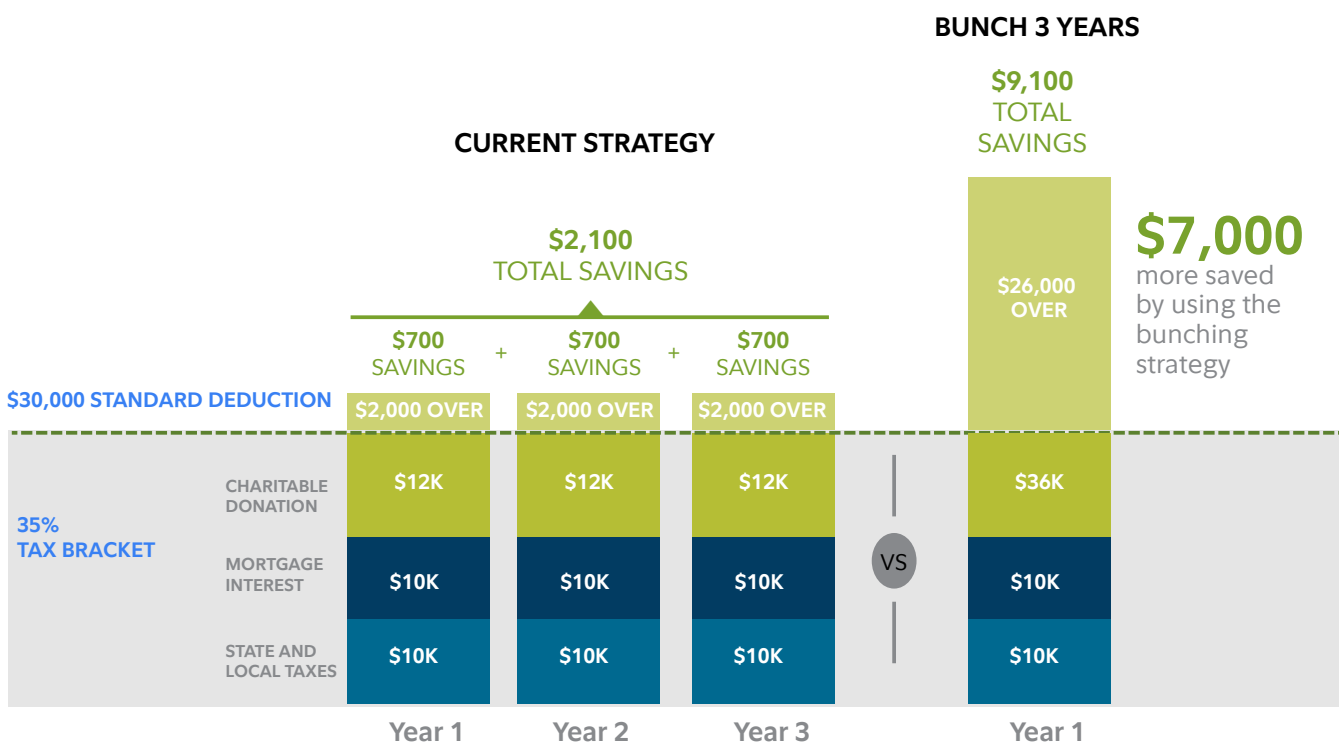 BUNCH 3 YEARS
$9,100
TOTAL
SAVINGS
CURRENT STRATEGY
$2,100
TOTAL SAVINGS
$700
SAVINGS
+
$700
SAVINGS
+
$700
SAVINGS
$26,000
OVER
$7,000
more saved
by using the
bunching
strategy
$30,000 STANDARD DEDUCTION
$2,000 OVER
$2,000 OVER
$2,000 OVER
35%
TAX BRACKET
CHARITABLE
DONATION
$12K
$12K
$12K
$36K
MORTGAGE
INTEREST
$10K
$10K
$10K
VS
$10K
STATE AND
LOCAL TAXES
$10K
$10K
$10K
$10K
Year 1
Year 2
Year 3
Year 1